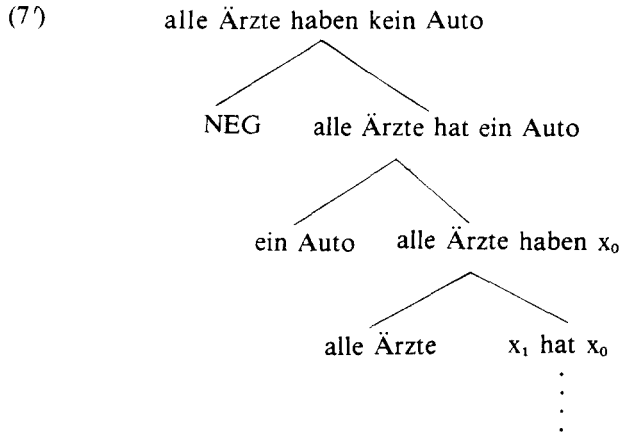 (7') alle Ärzte haben kein Auto
NEG alle Ärzte hat ein Auto
ein Auto alle Ärzte haben x₀
alle Ärzte x₁ hat x₀